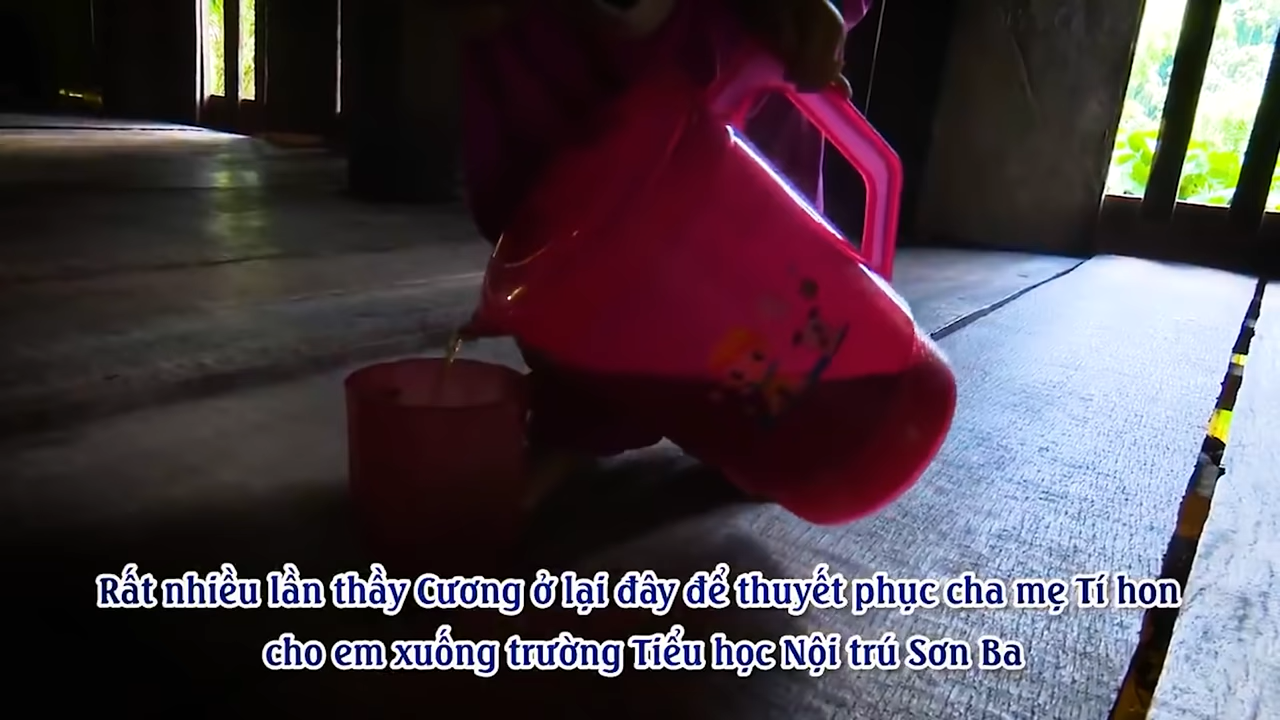 Rất nhiều lần thầy Cương ở lại đây để thuyết phục cha mẹ Tí hon
cho em xuống trường Tiểu học Nội trú Sơn Ba